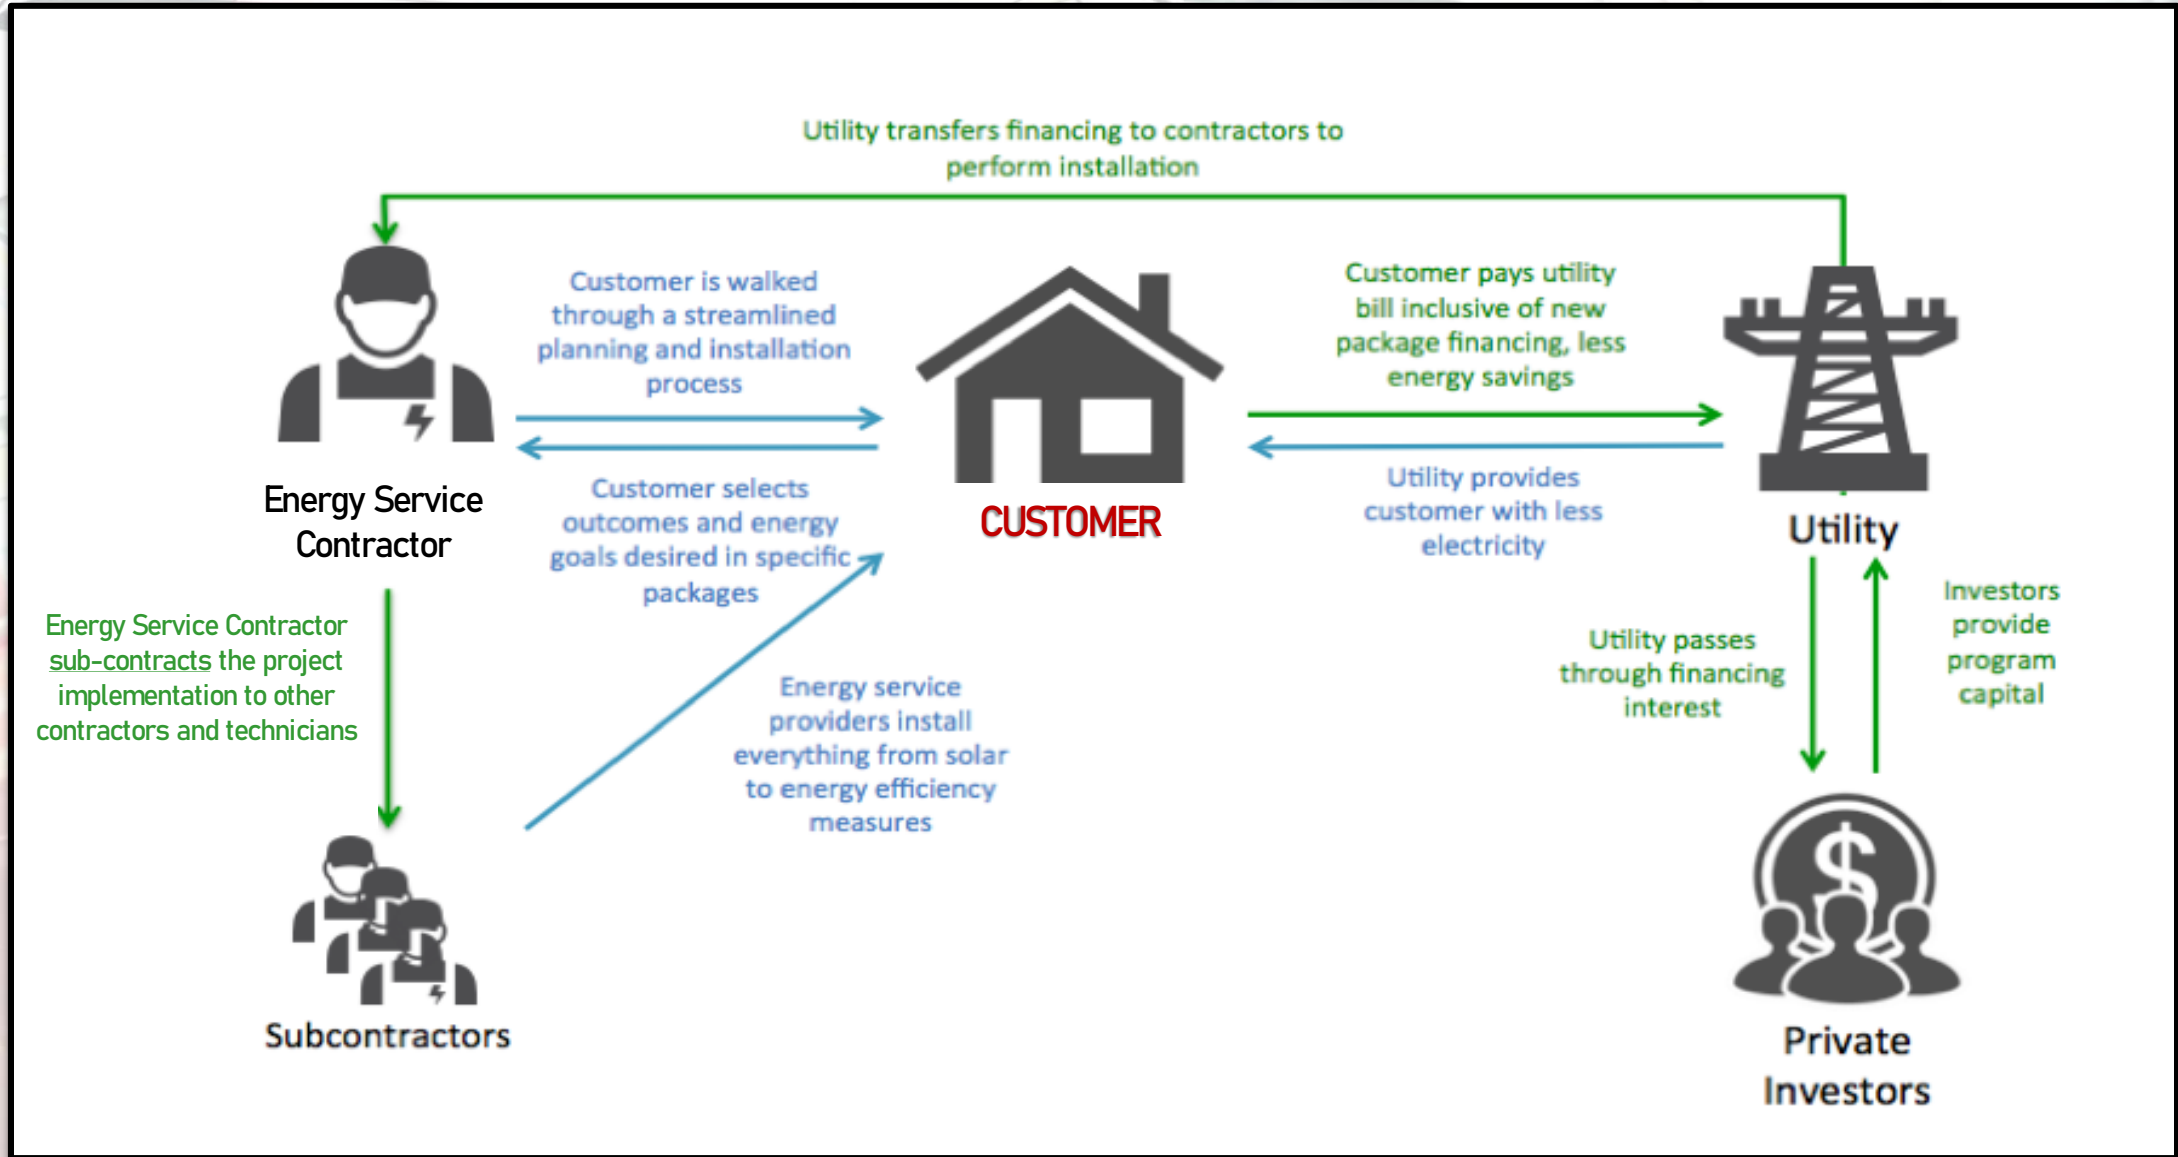 Utility transfers financing to contractors to
perform installation
Customer is walked
through a streamlined
planning and installation
process
Customer pays utility
bill inclusive of new
package financing, less
energy savings
Energy Service
Contractor
Customer selects
outcomes and energy
goals desired in specific
packages
CUSTOMER
Utility provides
customer with less
electricity
Utility
Energy Service Contractor
sub-contracts the project
implementation to other
contractors and technicians
Energy service
providers install
everything from solar
to energy efficiency
measures
Utility passes
through financing
interest
Investors
provide
program
capital
$
Subcontractors
Private
Investors